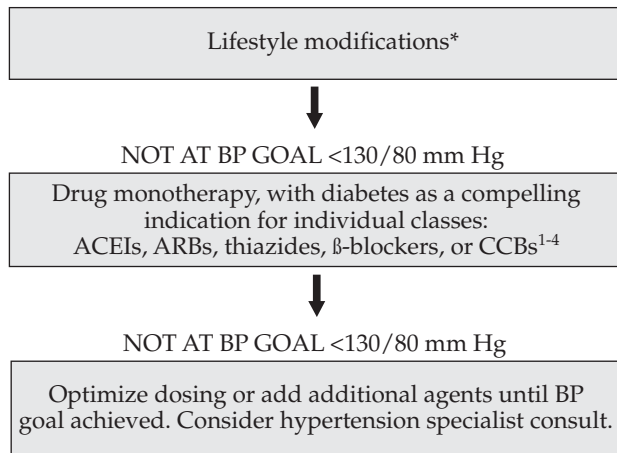 Lifestyle modifications*
NOT AT BP GOAL <130/80 mm Hg
Drug monotherapy, with diabetes as a compelling
indication for individual classes:
ACEIs, ARBs, thiazides, ß-blockers, or CCBs1-4
NOT AT BP GOAL <130/80 mm Hg
Optimize dosing or add additional agents until BP
goal achieved. Consider hypertension specialist consult.